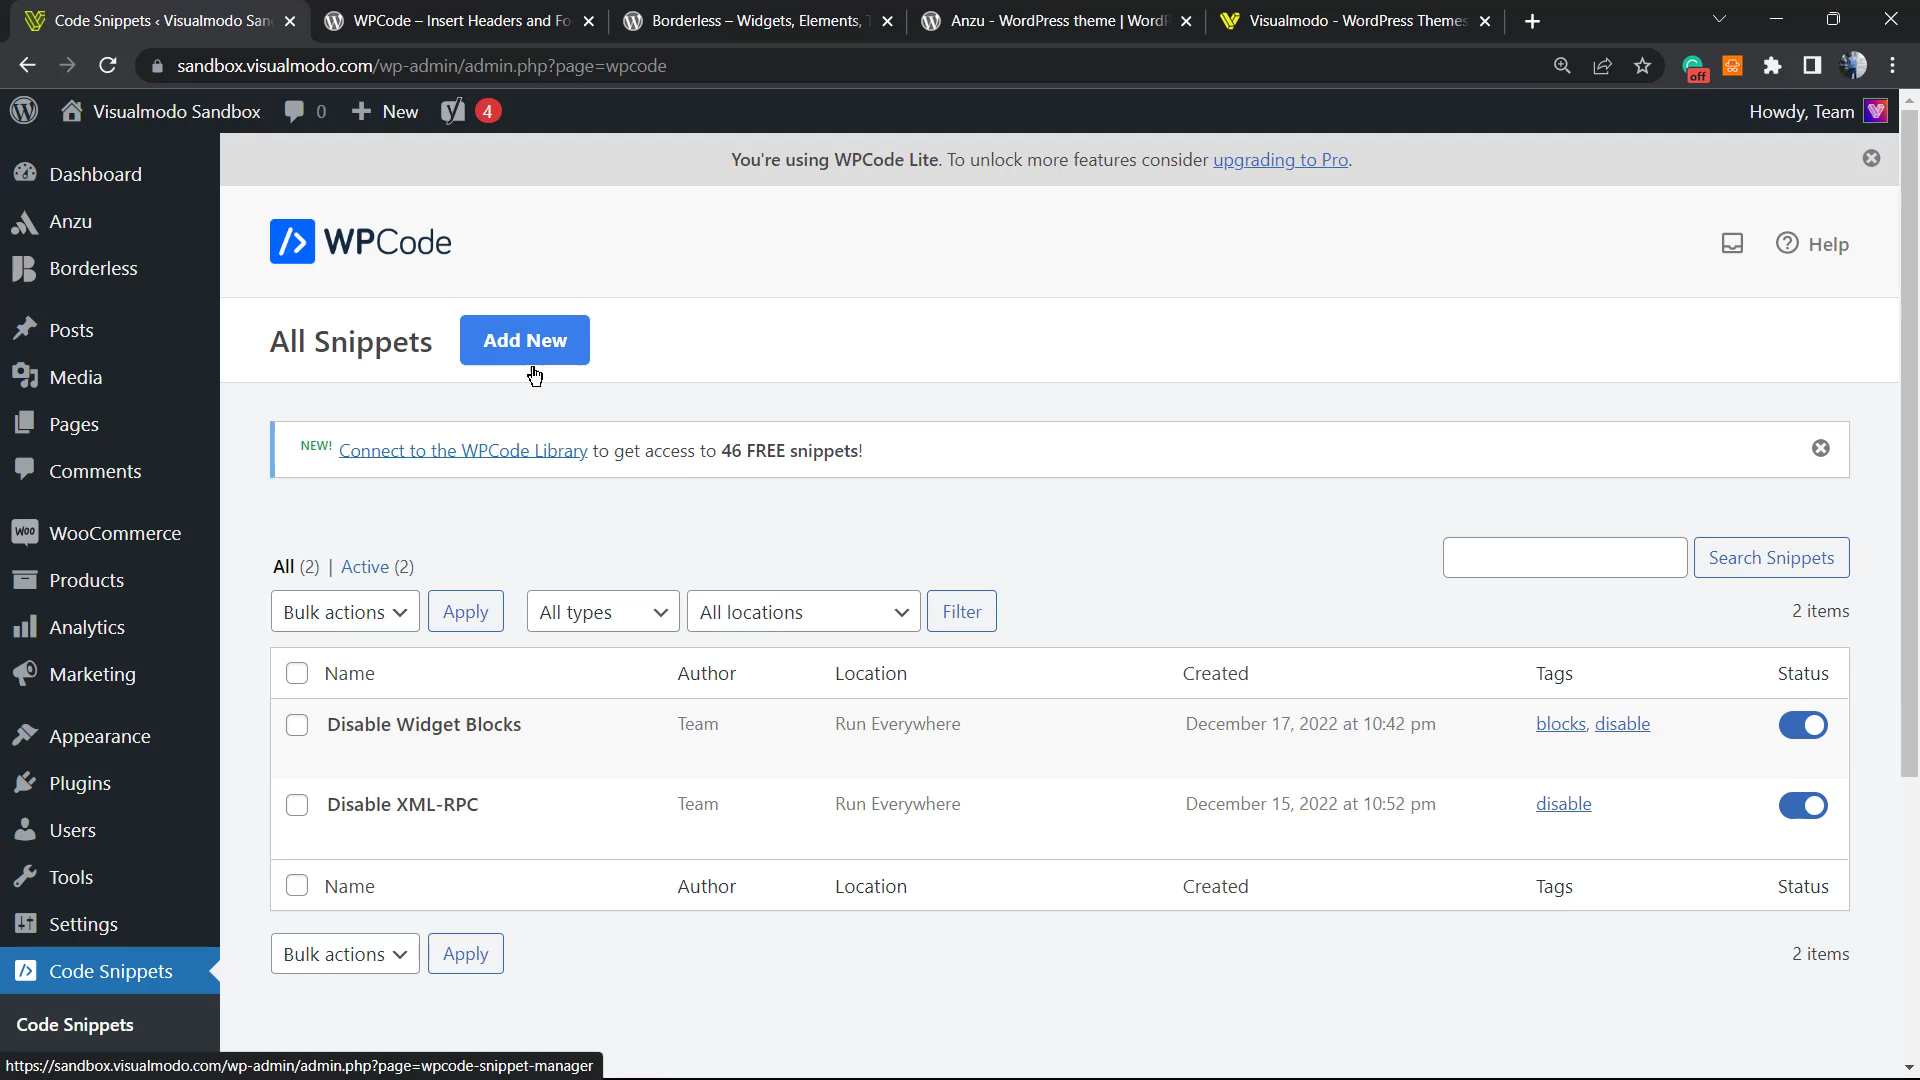 Code Snippets ‹ Visualmodo San
WPCode – Insert Headers and Fo
Borderless – Widgets, Elements, T
Anzu - WordPress theme | WordP
Visualmodo - WordPress Themes
sandbox.visualmodo.com/wp-admin/admin.php?page=wpcode
off
Visualmodo Sandbox
0
New
4
Howdy, Team
Dashboard
Anzu
Borderless
Posts
Media
Pages
Comments
WooCommerce
Products
Analytics
Marketing
Appearance
Plugins
Users
Tools
Settings
Code Snippets
Code Snippets
You're using WPCode Lite. To unlock more features consider upgrading to Pro.
WPCode
Help
All Snippets
Add New
NEW! Connect to the WPCode Library to get access to 46 FREE snippets!
All (2) | Active (2)
Search Snippets
Bulk actions
Apply
All types
All locations
Filter
2 items
Name Author Location Created Tags Status
Disable Widget Blocks Team Run Everywhere December 17, 2022 at 10:42 pm blocks, disable
Disable XML-RPC Team Run Everywhere December 15, 2022 at 10:52 pm disable
Name Author Location Created Tags Status
Bulk actions
Apply
2 items
https://sandbox.visualmodo.com/wp-admin/admin.php?page=wpcode-snippet-manager